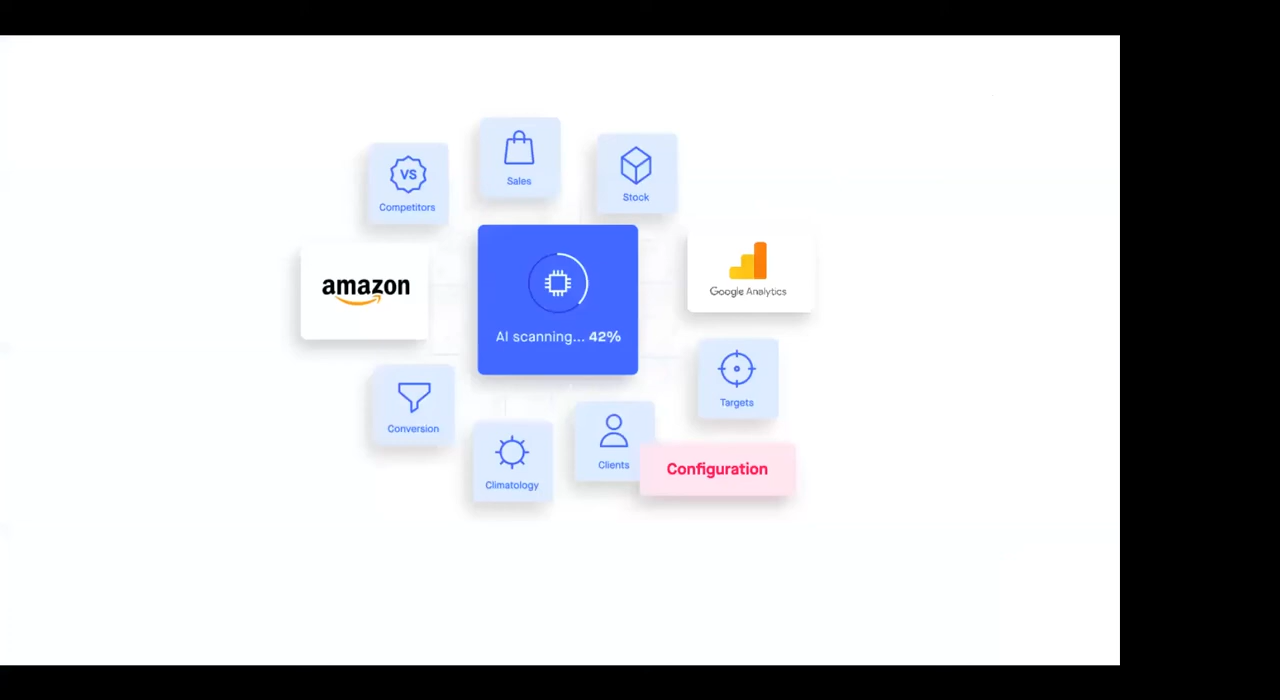 Sales
VS
Stock
Competitors
amazon
Google Analytics
AI scanning... 42%
Targets
Conversion
Clients
Configuration
Climatology